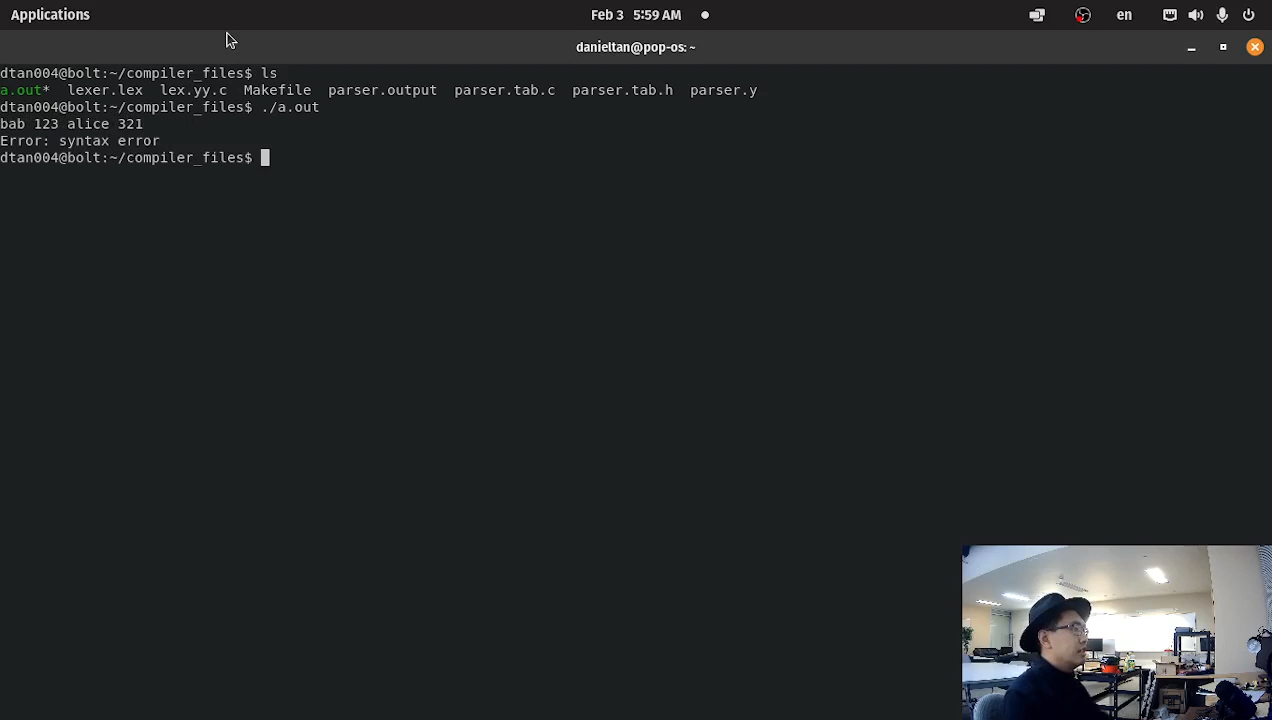 Applications
Feb 3 5:59 AM
en
danieltan@pop-os: ~
dtan004@bolt:~/compiler_files$ ls
a.out* lexer.lex lex.yy.c Makefile parser.output parser.tab.c parser.tab.h parser.y
dtan004@bolt:~/compiler_files$ ./a.out
bab 123 alice 321
Error: syntax error
dtan004@bolt:~/compiler_files$